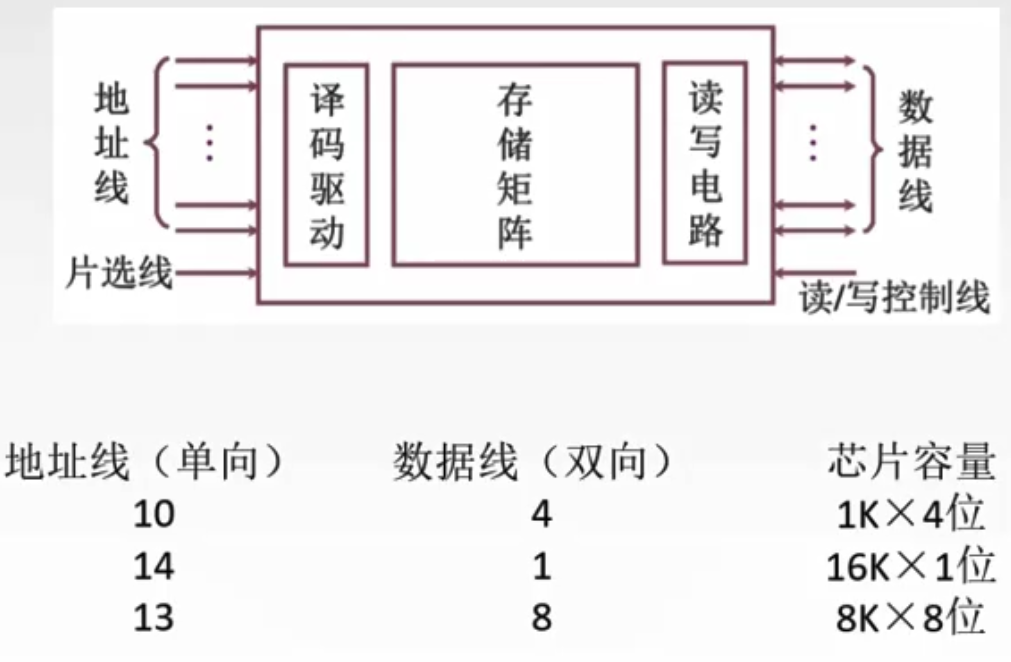 地址线
片选线
译码驱动
存储矩阵
读写电路
数据线
读/写控制线
地址线（单向） 数据线（双向） 芯片容量
10 4 1K×4位
14 1 16K×1位
13 8 8K×8位